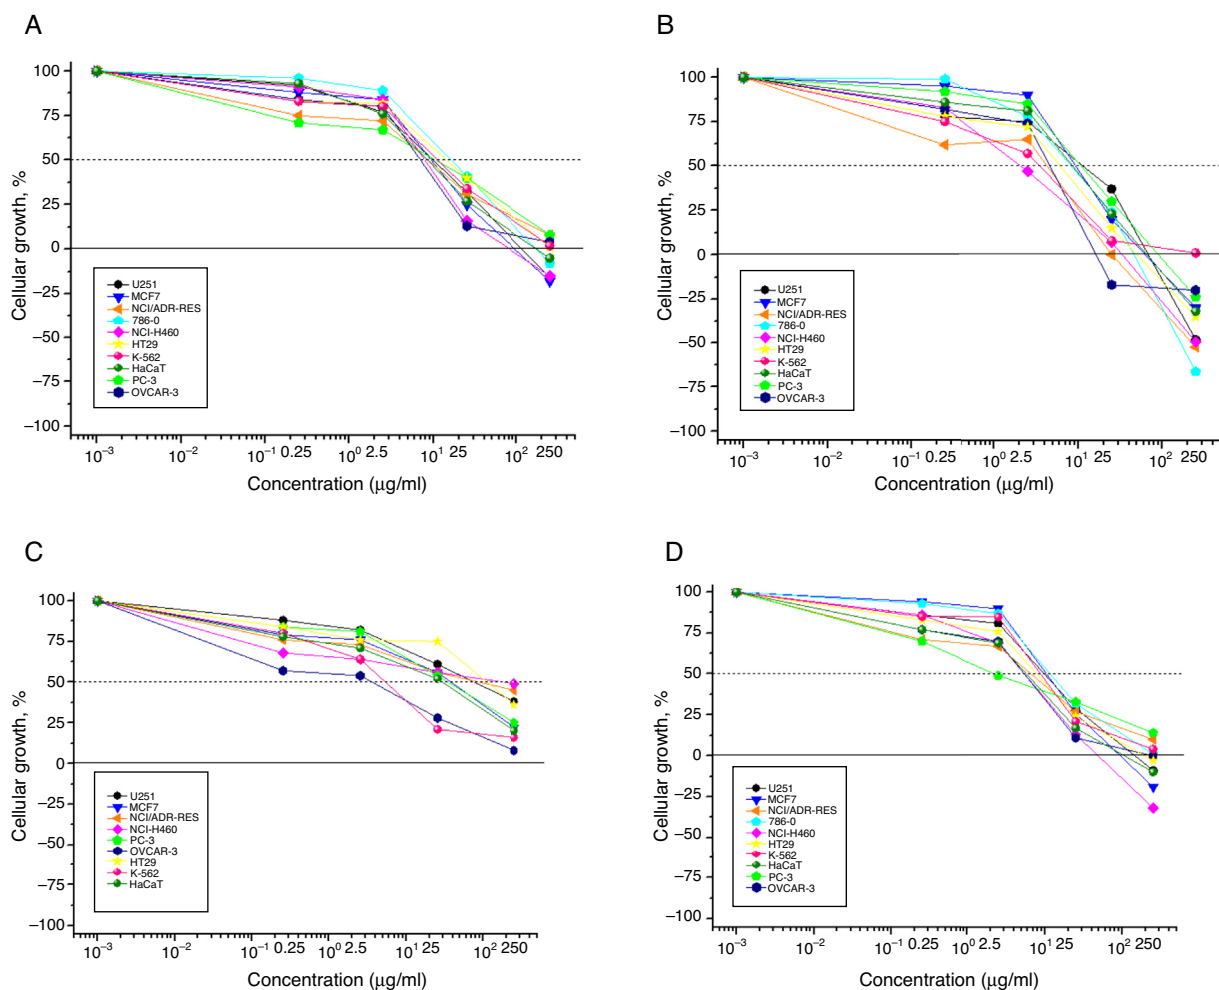 A
Cellular growth, %
100
75
50
25
0
−25
−50
−75
−100
U251
MCF7
NCI/ADR-RES
786-0
NCI-H460
HT29
K-562
HaCaT
PC-3
OVCAR-3
10⁻³ 10⁻² 10⁻¹ 0.25 10⁰ 2.5 10¹ 25 10² 250
Concentration (μg/ml)
B
Cellular growth, %
100
75
50
25
0
−25
−50
−75
−100
U251
MCF7
NCI/ADR-RES
786-0
NCI-H460
HT29
K-562
HaCaT
PC-3
OVCAR-3
10⁻³ 10⁻² 10⁻¹ 0.25 10⁰ 2.5 10¹ 25 10² 250
Concentration (μg/ml)
C
Cellular growth, %
100
75
50
25
0
−25
−50
−75
−100
U251
MCF7
NCI/ADR-RES
NCI-H460
PC-3
OVCAR-3
HT29
K-562
HaCaT
10⁻³ 10⁻² 10⁻¹ 0.25 10⁰ 2.5 10¹ 25 10² 250
Concentration (μg/ml)
D
Cellular growth, %
100
75
50
25
0
−25
−50
−75
−100
U251
MCF7
NCI/ADR-RES
786-0
NCI-H460
HT29
K-562
HaCaT
PC-3
OVCAR-3
10⁻³ 10⁻² 10⁻¹ 0.25 10⁰ 2.5 10¹ 25 10² 250
Concentration (μg/ml)